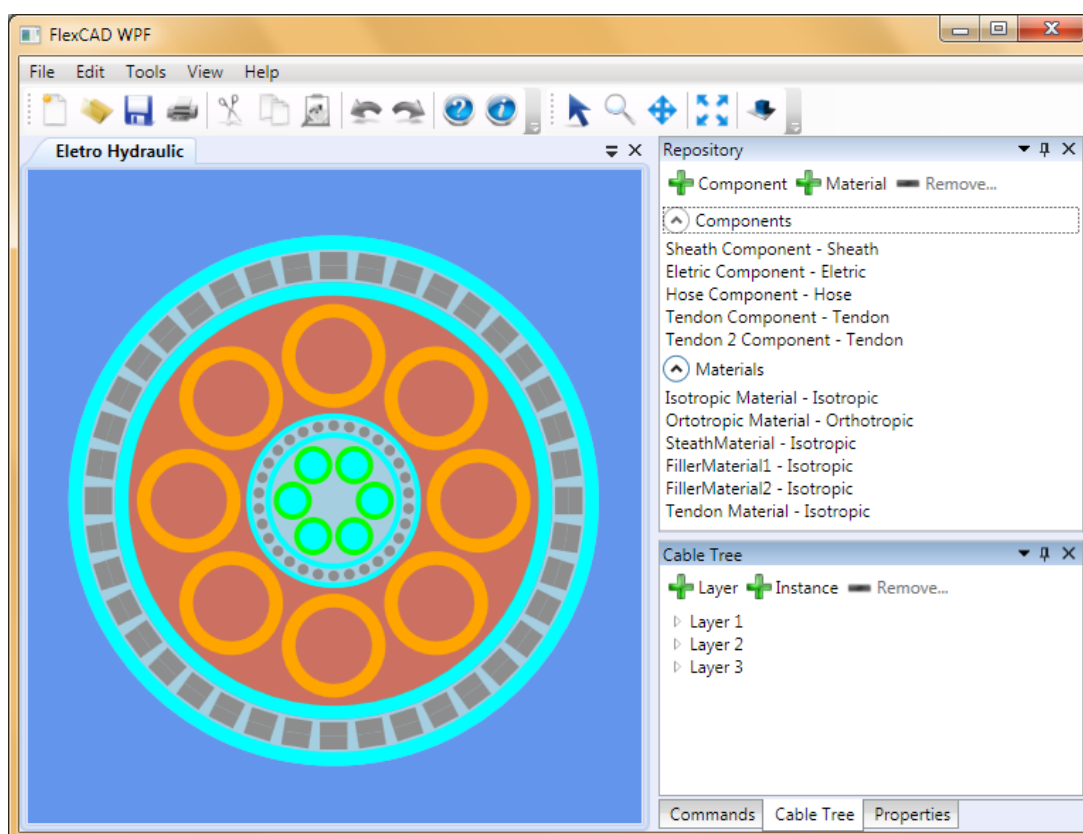 FlexCAD WPF
File Edit Tools View Help
Eletro Hydraulic
Repository
Component Material Remove...
Components
Sheath Component - Sheath
Eletric Component - Eletric
Hose Component - Hose
Tendon Component - Tendon
Tendon 2 Component - Tendon
Materials
Isotropic Material - Isotropic
Ortotropic Material - Orthotropic
SteathMaterial - Isotropic
FillerMaterial1 - Isotropic
FillerMaterial2 - Isotropic
Tendon Material - Isotropic
Cable Tree
Layer Instance Remove...
Layer 1
Layer 2
Layer 3
Commands Cable Tree Properties